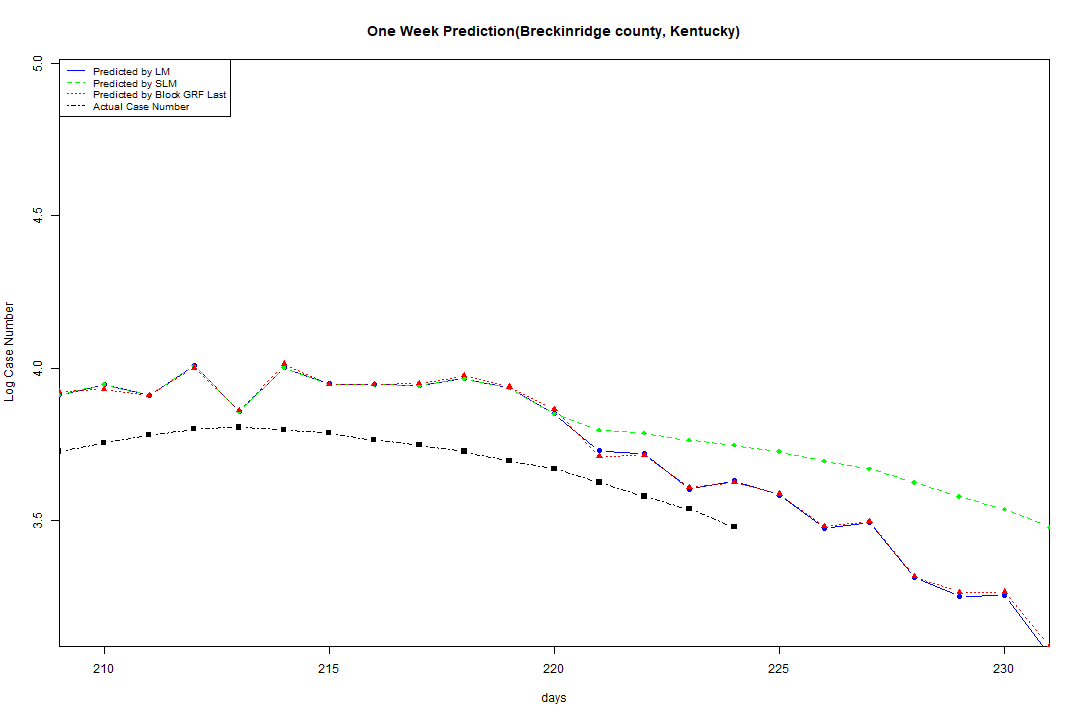 One Week Prediction(Breckinridge county, Kentucky)
Predicted by LM
Predicted by SLM
Predicted by Block GRF Last
Actual Case Number
5.0
4.5
4.0
3.5
Log Case Number
210 215 220 225 230
days